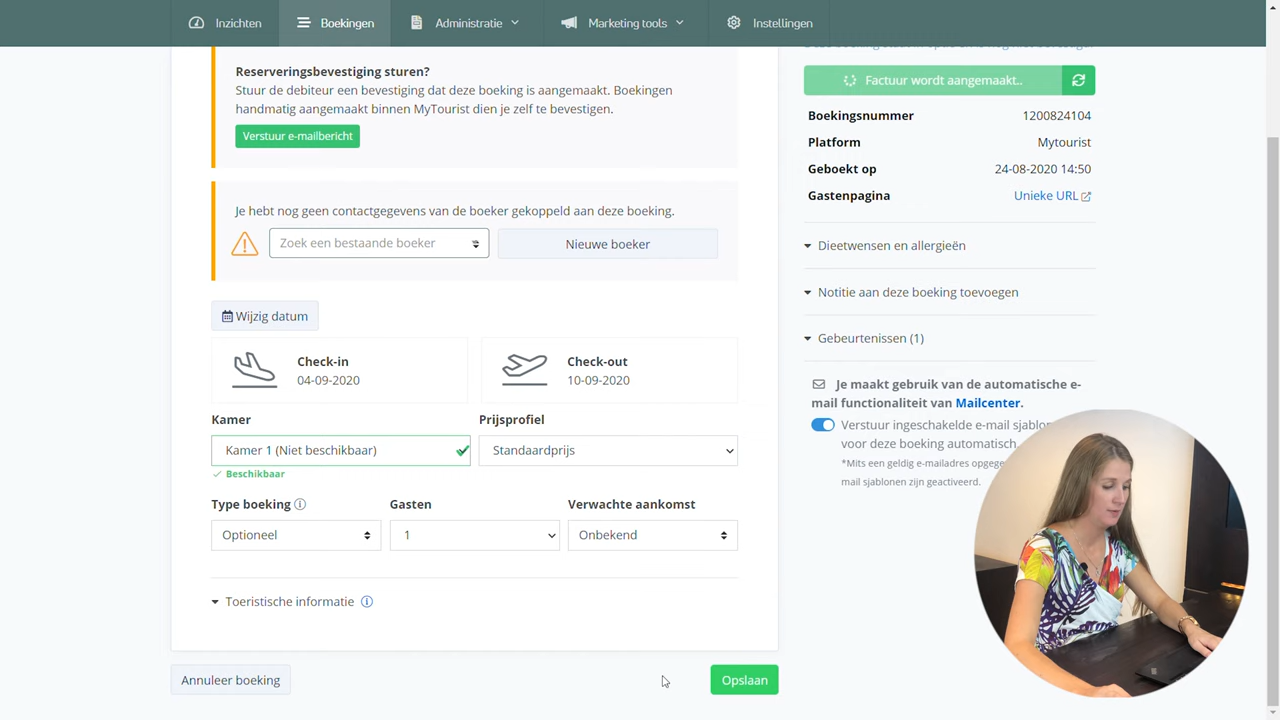 Inzichten
Boekingen
Administratie
Marketing tools
Instellingen
Reserveringsbevestiging sturen?
Stuur de debiteur een bevestiging dat deze boeking is aangemaakt. Boekingen
handmatig aangemaakt binnen MyTourist dien je zelf te bevestigen.
Verstuur e-mailbericht
Je hebt nog geen contactgegevens van de boeker gekoppeld aan deze boeking.
Zoek een bestaande boeker
Nieuwe boeker
Wijzig datum
Check-in
04-09-2020
Check-out
10-09-2020
Kamer
Prijsprofiel
Kamer 1 (Niet beschikbaar)
Standaardprijs
Beschikbaar
Type boeking
Gasten
Verwachte aankomst
Optioneel
1
Onbekend
Toeristische informatie
Annuleer boeking
Opslaan
Factuur wordt aangemaakt..
Boekingsnummer 1200824104
Platform Mytourist
Geboekt op 24-08-2020 14:50
Gastenpagina Unieke URL
Dieetwensen en allergieën
Notitie aan deze boeking toevoegen
Gebeurtenissen (1)
Je maakt gebruik van de automatische e-
mail functionaliteit van Mailcenter.
Verstuur ingeschakelde e-mail
voor deze boeking automatisch.
*Mits een geldig e-mailadres
mail sjablonen zijn geactiveerd.